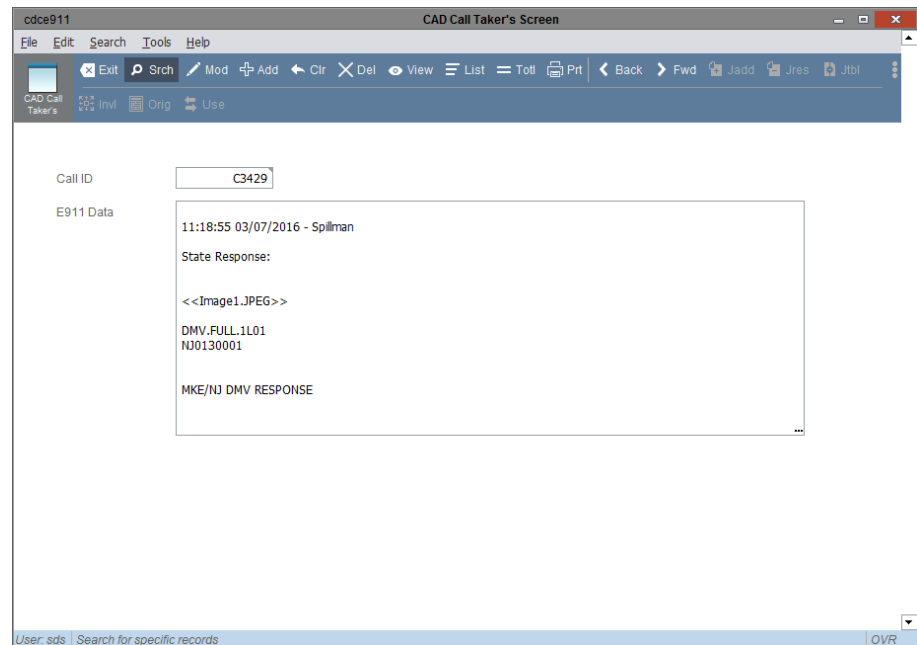 cdce911 CAD Call Taker's Screen
File Edit Search Tools Help
Exit Srch Mod Add Clr Del View List Totl Prt Back Fwd Jadd Jres Jtbl
CAD Call
Taker's
Invl Orig Use
Call ID C3429
E911 Data
11:18:55 03/07/2016 - Spillman
State Response:
<<Image1.JPEG>>
DMV.FULL.1L01
NJ0130001
MKE/NJ DMV RESPONSE
...
User: sds Search for specific records OVR